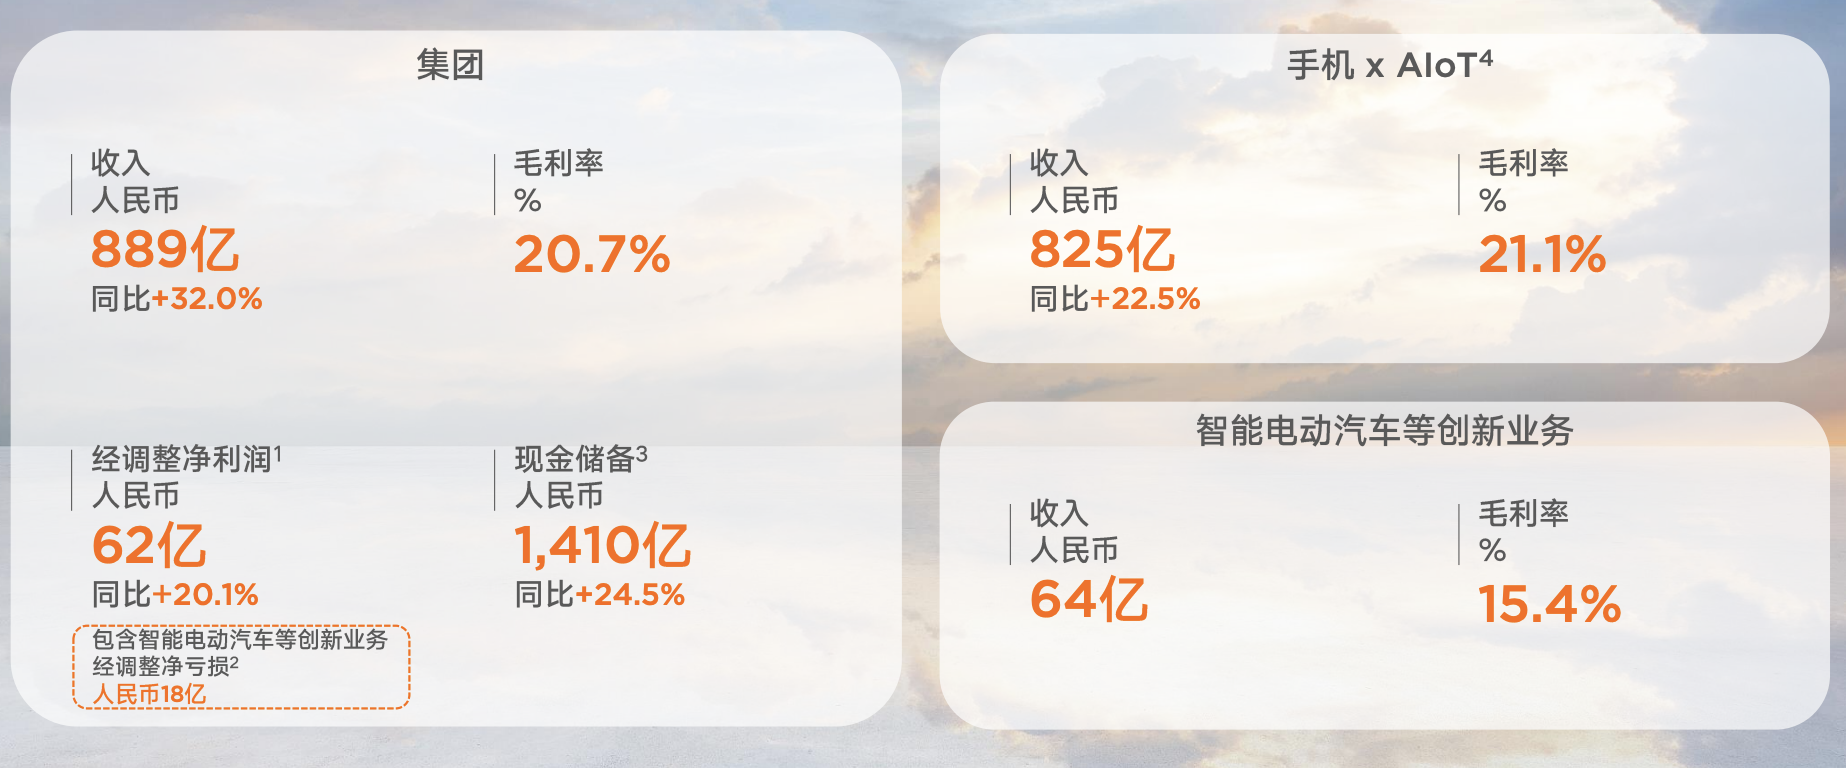 集团
收入
人民币
889亿
同比+32.0%
毛利率
%
20.7%
经调整净利润¹
人民币
62亿
同比+20.1%
包含智能电动汽车等创新业务
经调整净亏损²
人民币18亿
现金储备³
人民币
1,410亿
同比+24.5%
手机 x AIoT⁴
收入
人民币
825亿
同比+22.5%
毛利率
%
21.1%
智能电动汽车等创新业务
收入
人民币
64亿
毛利率
%
15.4%